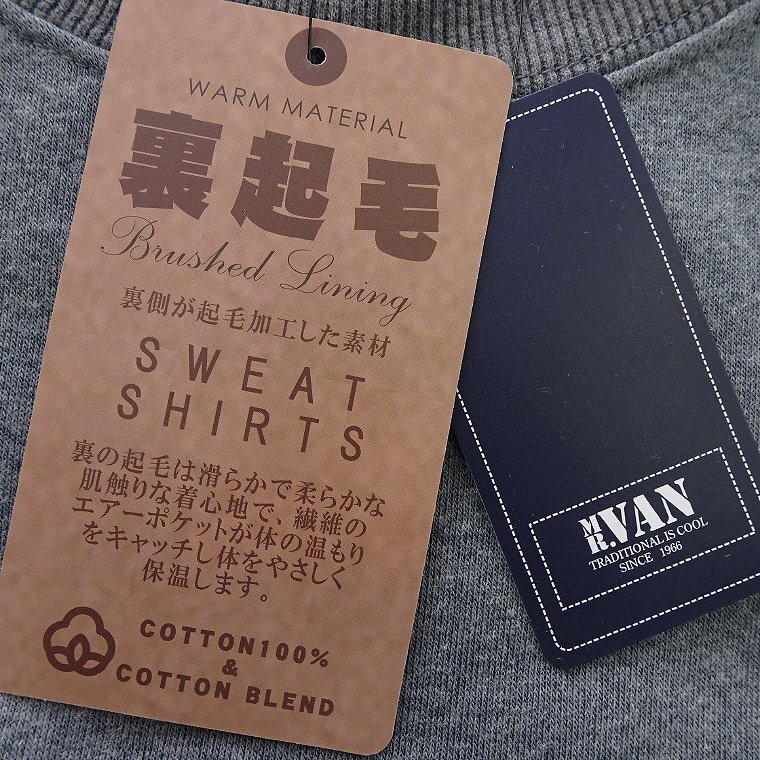 WARM MATERIAL
裏起毛
Brushed Lining
裏側が起毛加工した素材
SWEAT
SHIRTS
裏の起毛は滑らかで柔らかな
肌触りな着心地で、繊維の
エアーポケットが体の温もり
をキャッチし体をやさしく
保温します。
COTTON100%
&
COTTON BLEND
MR.VAN
TRADITIONAL IS COOL
SINCE 1966